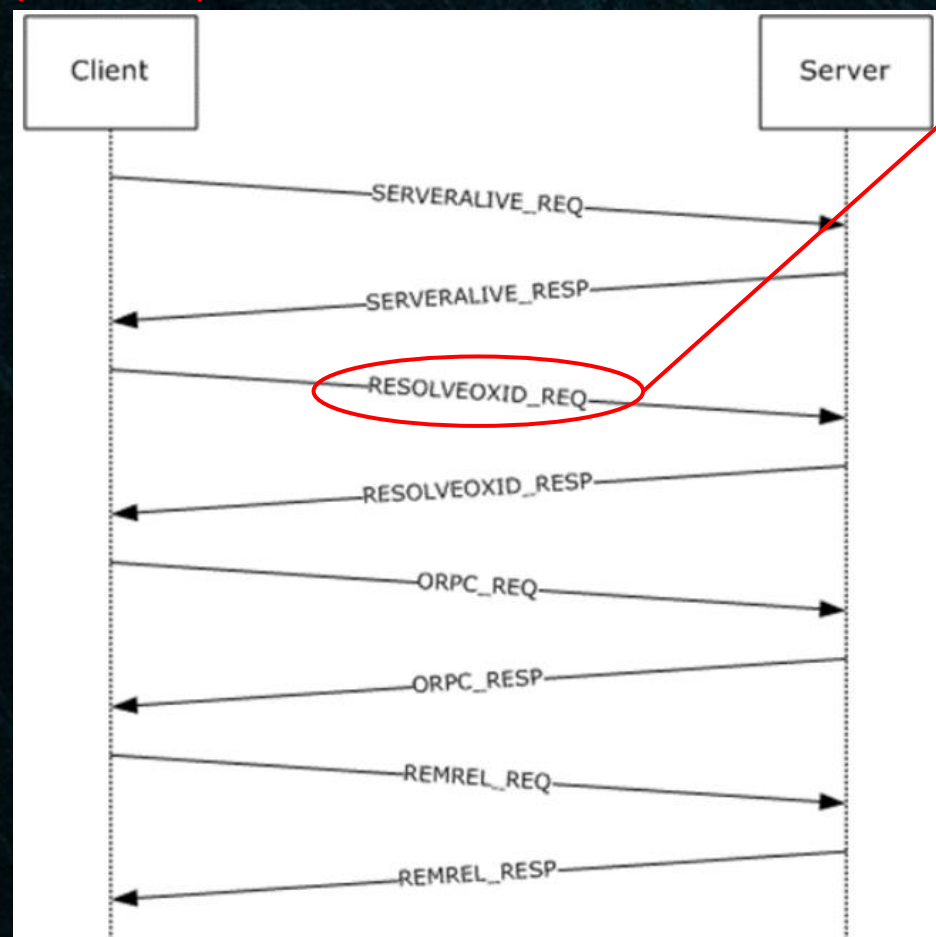 Client
Server
SERVERALIVE_REQ
SERVERALIVE_RESP
RESOLVEOXID_REQ
RESOLVEOXID_RESP
ORPC_REQ
ORPC_RESP
REMREL_REQ
REMREL_RESP